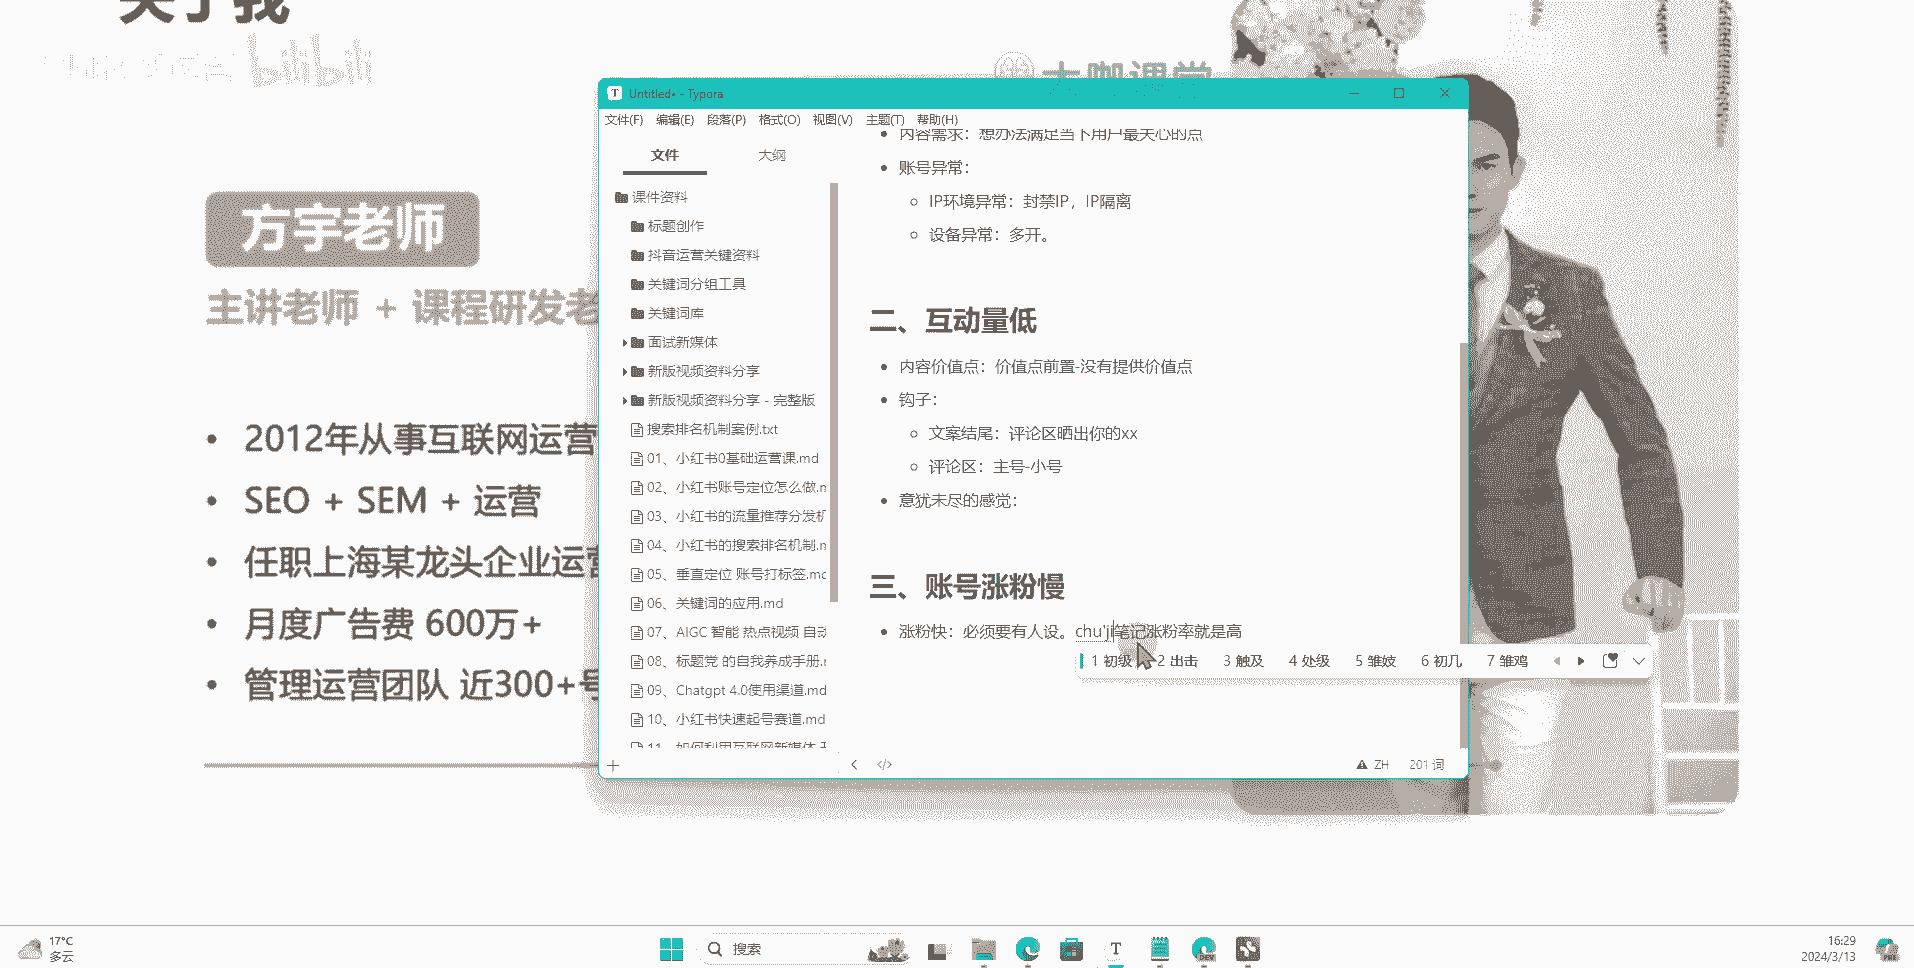 关于我
bilibili
大咖课堂
方宇老师
主讲老师 + 课程研发老
2012年从事互联网运营
SEO + SEM + 运营
任职上海某龙头企业运营
月度广告费 600万+
管理运营团队 近300+号
Untitled• - Typora
文件(F) 编辑(E) 段落(P) 格式(O) 视图(V) 主题(T) 帮助(H)
文件 大纲
课件资料
标题创作
抖音运营关键资料
关键词分组工具
关键词库
面试新媒体
新版视频资料分享
新版视频资料分享 - 完整版
搜索排名机制案例.txt
01、小红书0基础运营课.md
02、小红书账号定位怎么做.m
03、小红书的流量推荐分发机
04、小红书的搜索排名机制.m
05、垂直定位 账号打标签.md
06、关键词的应用.md
07、AIGC 智能 热点视频 自动
08、标题党 的自我养成手册.m
09、Chatgpt 4.0使用渠道.md
10、小红书快速起号赛道.md
11、如何利用互联网新媒体
内容需求：想办法满足当下用户最关心的点
账号异常：
IP环境异常：封禁IP，IP隔离
设备异常：多开。
二、互动量低
内容价值点：价值点前置-没有提供价值点
钩子：
文案结尾：评论区晒出你的xx
评论区：主号-小号
意犹未尽的感觉：
三、账号涨粉慢
涨粉快：必须要有人设。chu'ji笔记涨粉率就是高
1 初级 2 出击 3 触及 4 处级 5 雏妓 6 初几 7 雏鸡
ZH 201 词
17°C
多云
搜索
16:29
2024/3/13